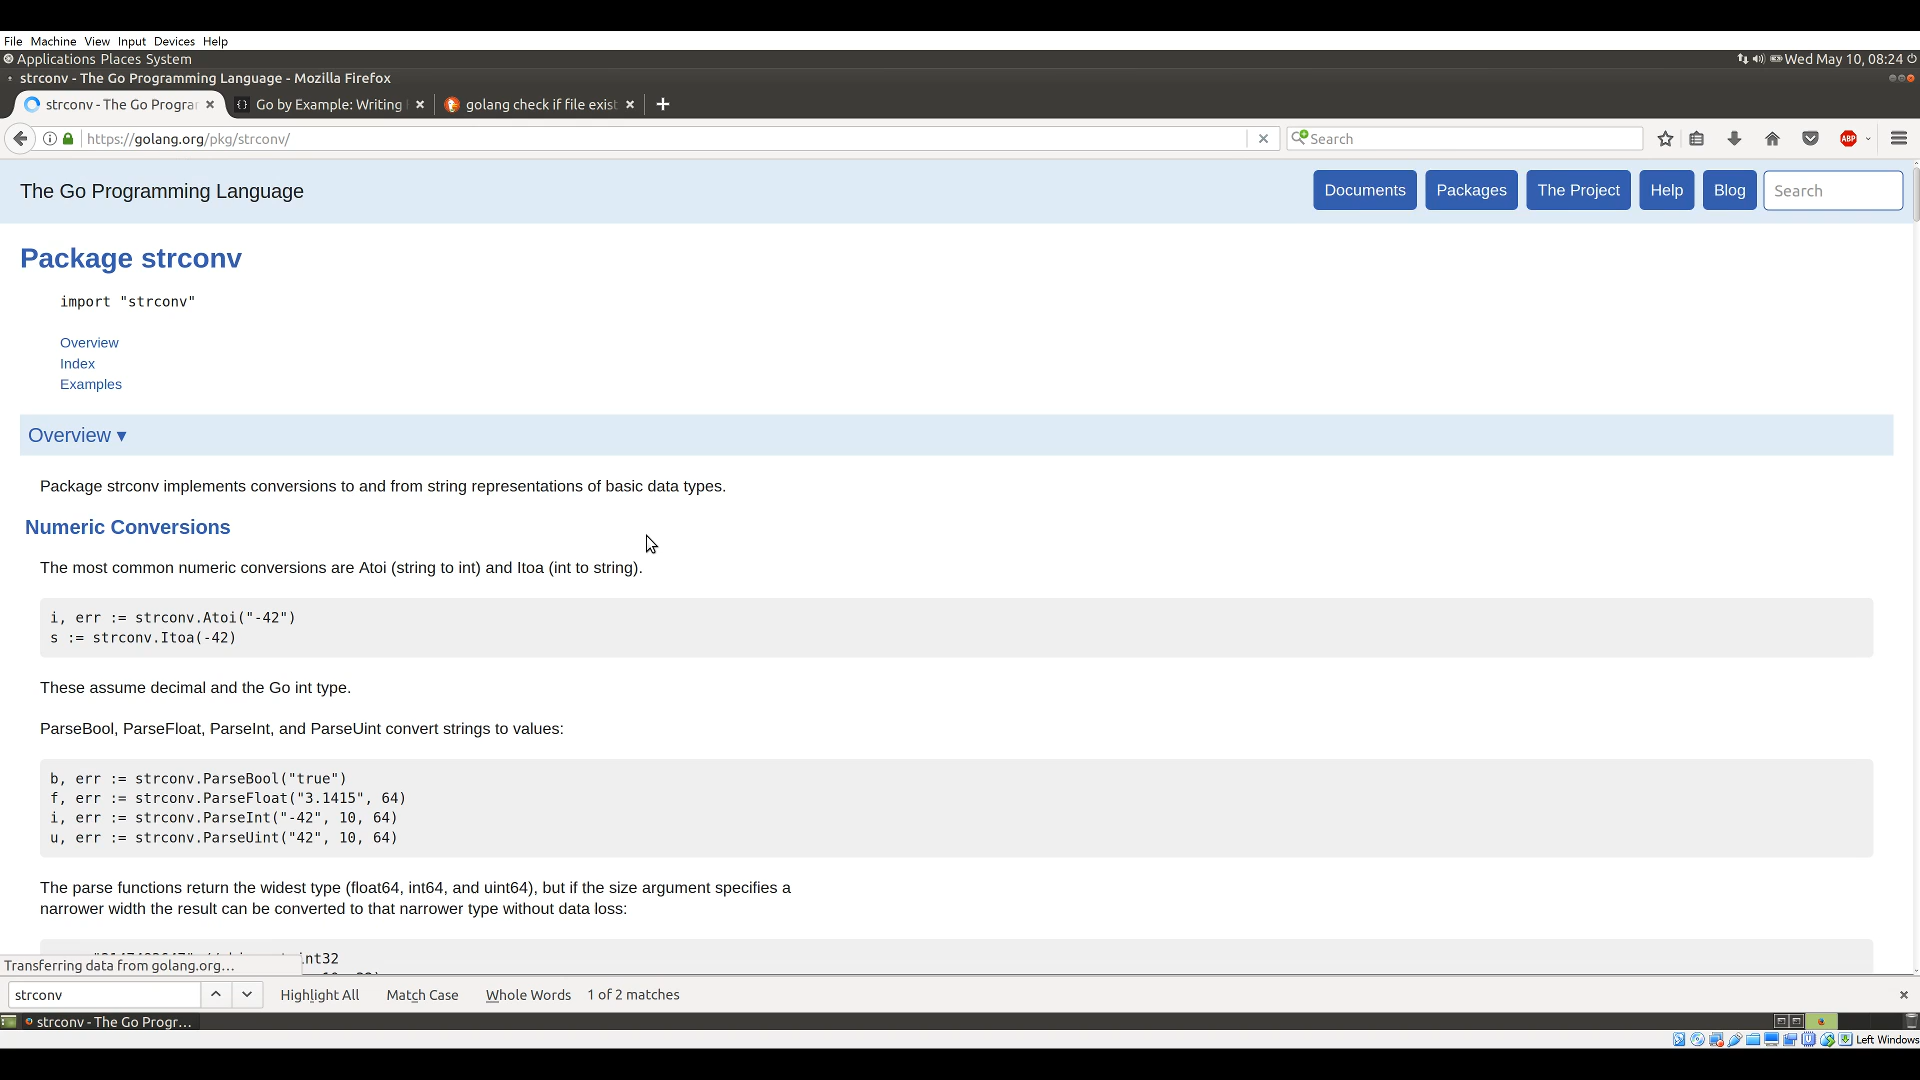 File Machine View Input Devices Help
Applications Places System
Wed May 10, 08:24
strconv - The Go Programming Language - Mozilla Firefox
strconv - The Go Prograr
Go by Example: Writing
golang check if file exist
https://golang.org/pkg/strconv/
Search
ABP
The Go Programming Language
Documents
Packages
The Project
Help
Blog
Search
Package strconv
import "strconv"
Overview
Index
Examples
Overview ▾
Package strconv implements conversions to and from string representations of basic data types.
Numeric Conversions
The most common numeric conversions are Atoi (string to int) and Itoa (int to string).
i, err := strconv.Atoi("-42")
s := strconv.Itoa(-42)
These assume decimal and the Go int type.
ParseBool, ParseFloat, ParseInt, and ParseUint convert strings to values:
b, err := strconv.ParseBool("true")
f, err := strconv.ParseFloat("3.1415", 64)
i, err := strconv.ParseInt("-42", 10, 64)
u, err := strconv.ParseUint("42", 10, 64)
The parse functions return the widest type (float64, int64, and uint64), but if the size argument specifies a
narrower width the result can be converted to that narrower type without data loss:
int32
Transferring data from golang.org…
strconv
Highlight All
Match Case
Whole Words
1 of 2 matches
strconv - The Go Progr…
Left Windows